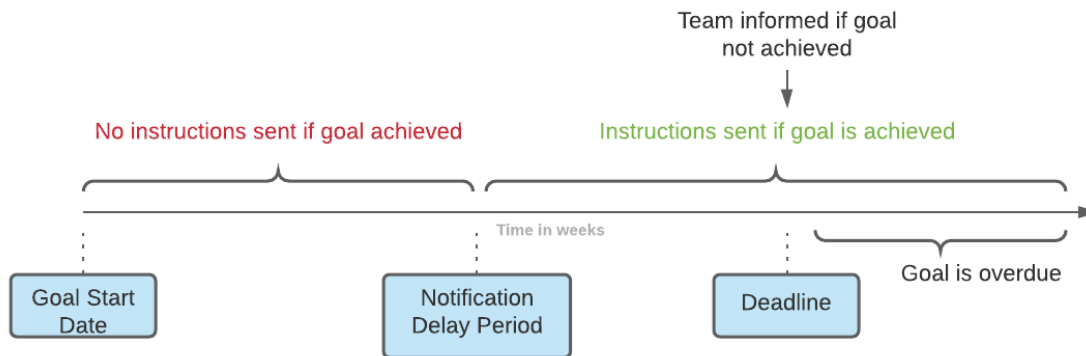 Team informed if goal
not achieved
No instructions sent if goal achieved
Instructions sent if goal is achieved
Time in weeks
Goal is overdue
Goal Start
Date
Notification
Delay Period
Deadline